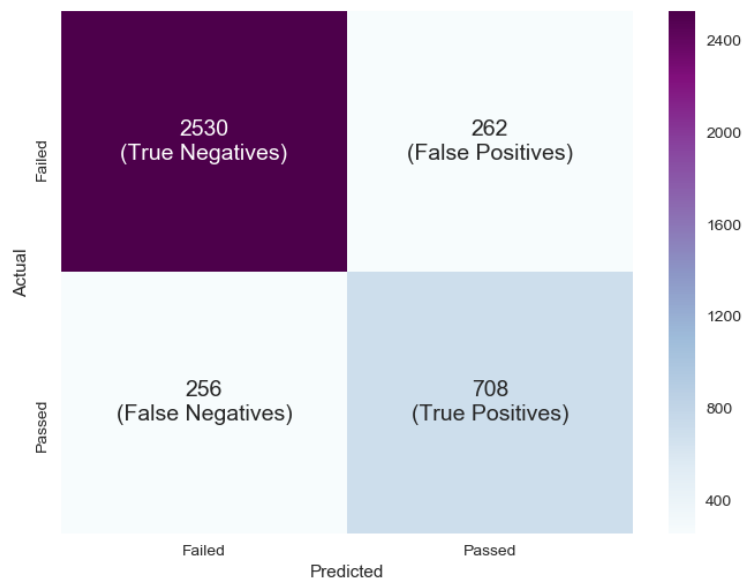 2530
(True Negatives)
262
(False Positives)
256
(False Negatives)
708
(True Positives)
Failed
Passed
Actual
Failed
Passed
Predicted
2400
2000
1600
1200
800
400